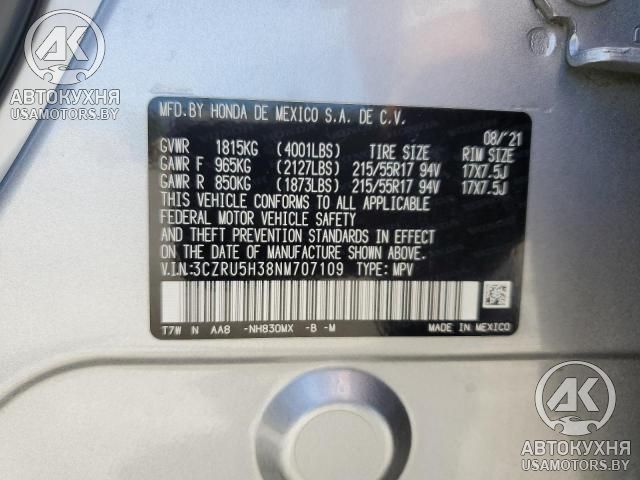 AK
АВТОКУХНЯ
USAMOTORS.BY
MFD. BY HONDA DE MEXICO S.A. DE C.V.
08/'21
GVWR 1815KG (4001LBS) TIRE SIZE RIM SIZE
GAWR F 965KG (2127LBS) 215/55R17 94V 17X7.5J
GAWR R 850KG (1873LBS) 215/55R17 94V 17X7.5J
THIS VEHICLE CONFORMS TO ALL APPLICABLE
FEDERAL MOTOR VEHICLE SAFETY
AND THEFT PREVENTION STANDARDS IN EFFECT
ON THE DATE OF MANUFACTURE SHOWN ABOVE.
V.I.N:3CZRU5H38NM707109 TYPE: MPV
T7W N AA8 -NH830MX -B -M MADE IN MEXICO
AK
АВТОКУХНЯ
USAMOTORS.BY